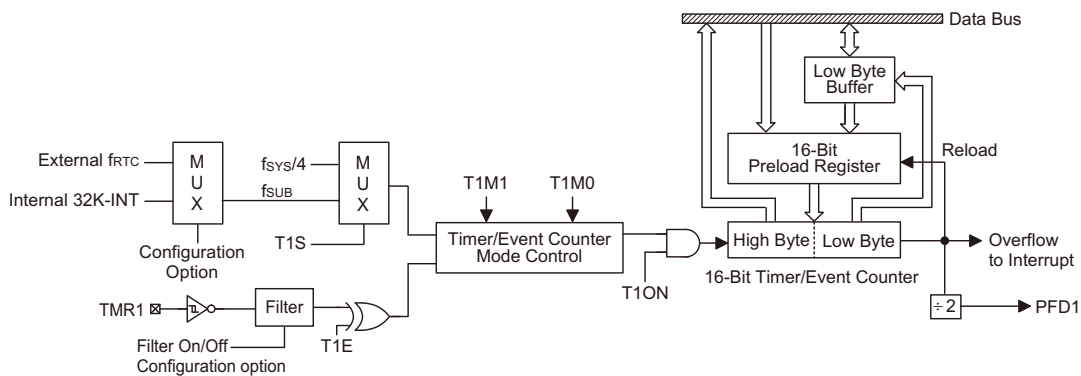 Data Bus
Low Byte
Buffer
16-Bit
Preload Register
Reload
External fRTC
Internal 32K-INT
M
U
X
Configuration
Option
fSYS/4
fSUB
M
U
X
T1S
T1M1
T1M0
Timer/Event Counter
Mode Control
T1ON
High Byte
Low Byte
16-Bit Timer/Event Counter
Overflow
to Interrupt
÷2
PFD1
TMR1
Filter
T1E
Filter On/Off
Configuration option